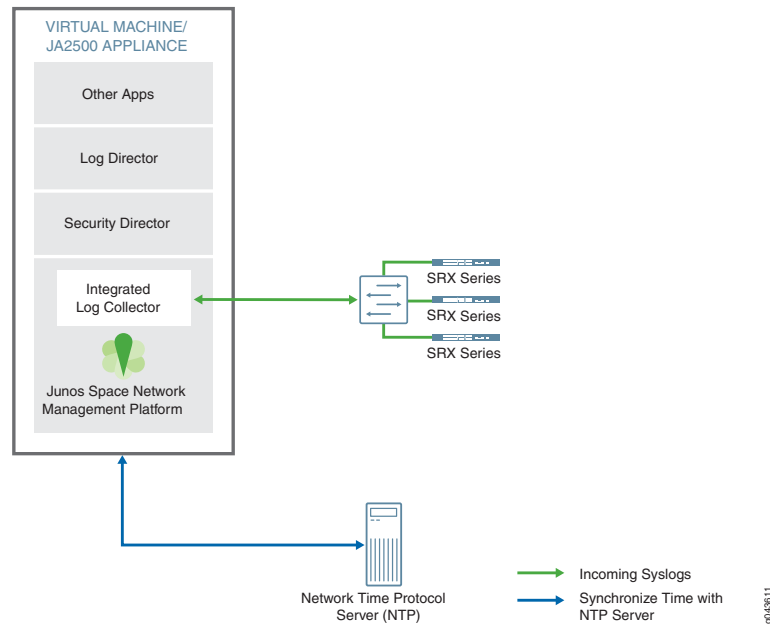 VIRTUAL MACHINE/
JA2500 APPLIANCE
Other Apps
Log Director
Security Director
Integrated
Log Collector
Junos Space Network
Management Platform
SRX Series
SRX Series
SRX Series
Network Time Protocol
Server (NTP)
Incoming Syslogs
Synchronize Time with
NTP Server
g043611